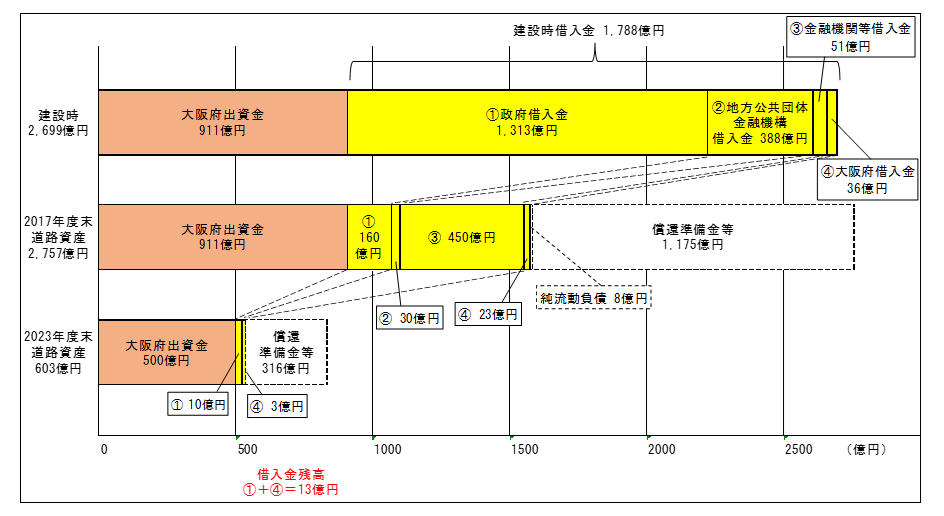 建設時借入金 1,788億円
③金融機関等借入金
51億円
建設時
2,699億円
大阪府出資金
911億円
①政府借入金
1,313億円
②地方公共団体
金融機構
借入金 388億円
④大阪府借入金
36億円
2017年度末
道路資産
2,757億円
大阪府出資金
911億円
①
160
億円
③ 450億円
償還準備金等
1,175億円
純流動負債 8億円
② 30億円
④ 23億円
2023年度末
道路資産
603億円
大阪府出資金
500億円
償還
準備金等
316億円
① 10億円
④ 3億円
0
500
1000
1500
2000
2500
（億円）
借入金残高
①＋④＝13億円